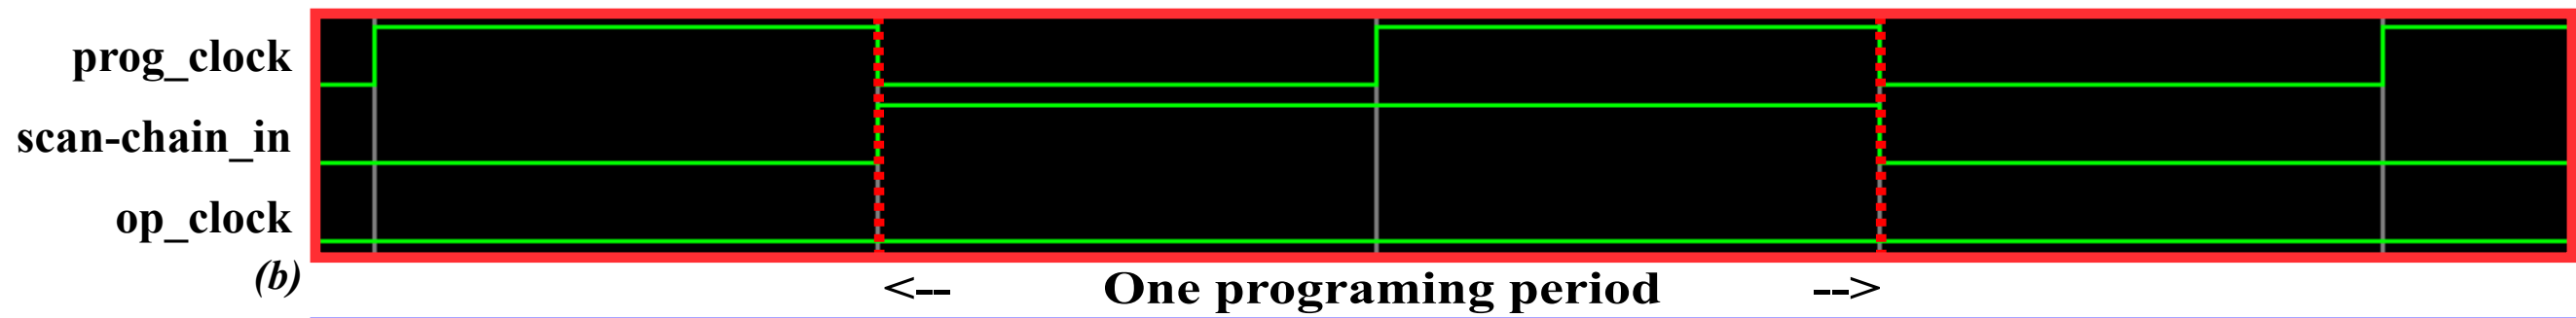 prog_clock
scan-chain_in
op_clock
(b)
<-- One programing period -->